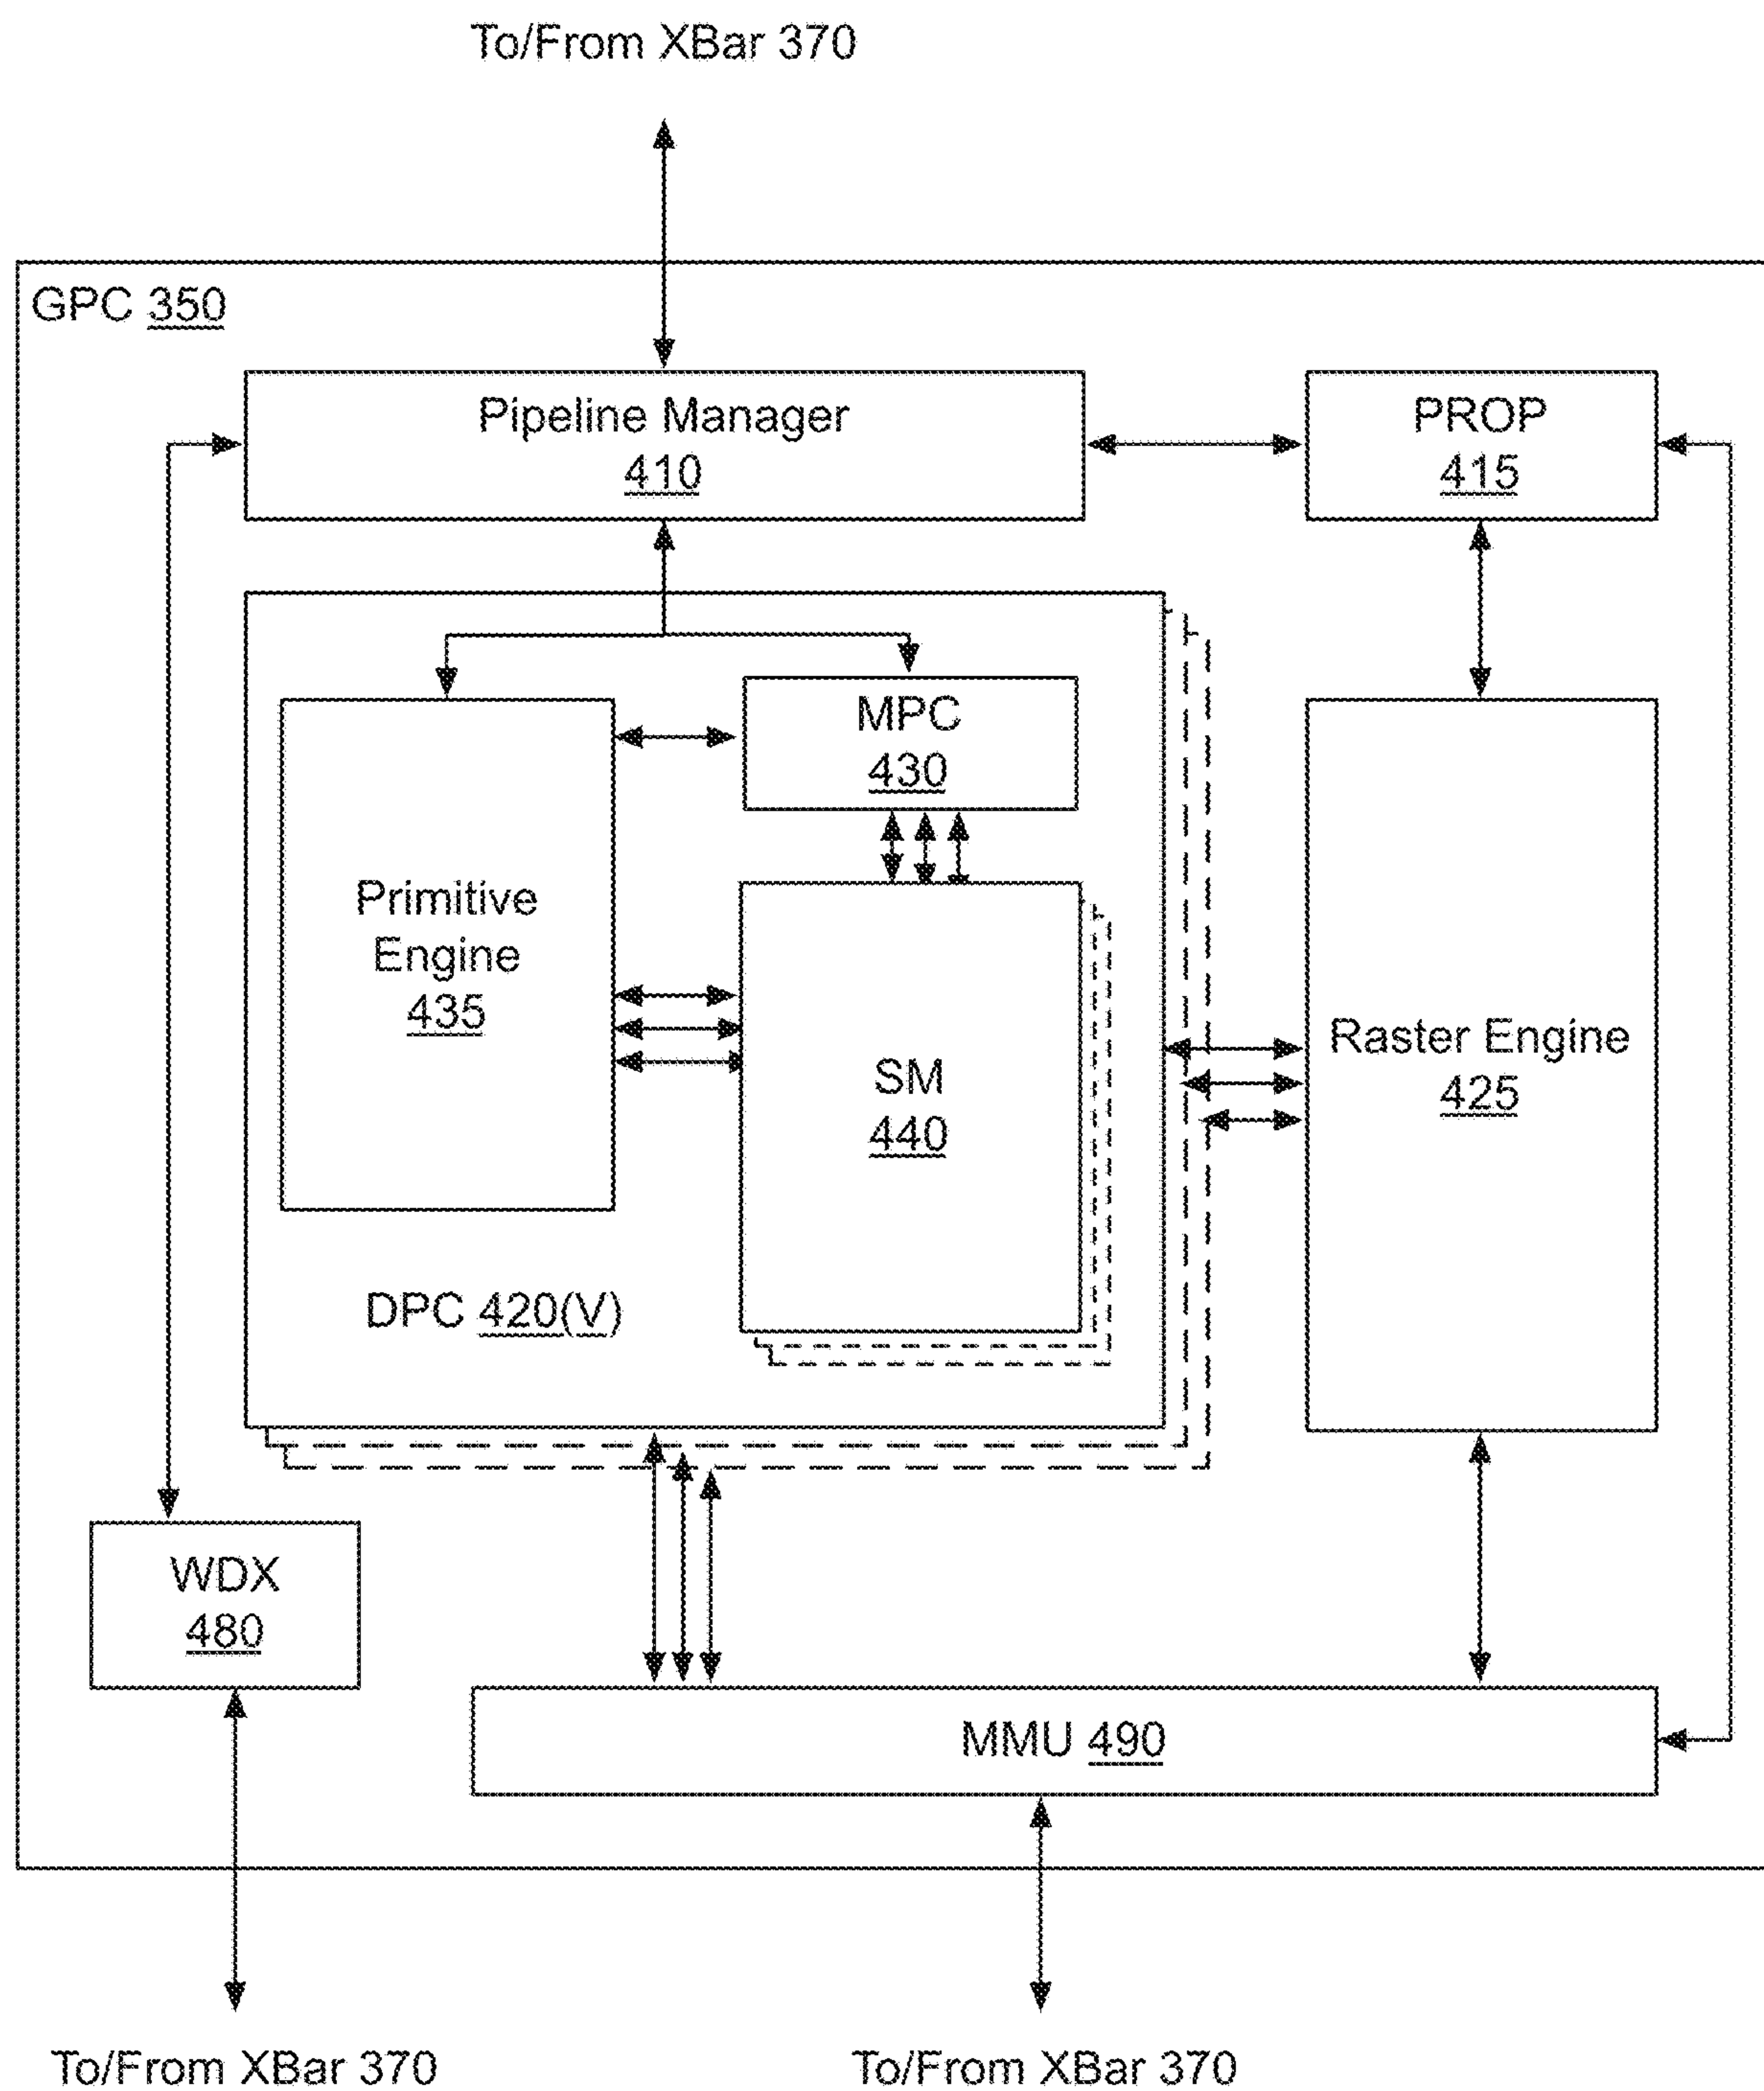 To/From XBar 370
GPC 350
Pipeline Manager
410
PROP
415
MPC
430
Primitive
Engine
435
SM
440
Raster Engine
425
DPC 420(V)
WDX
480
MMU 490
To/From XBar 370
To/From XBar 370